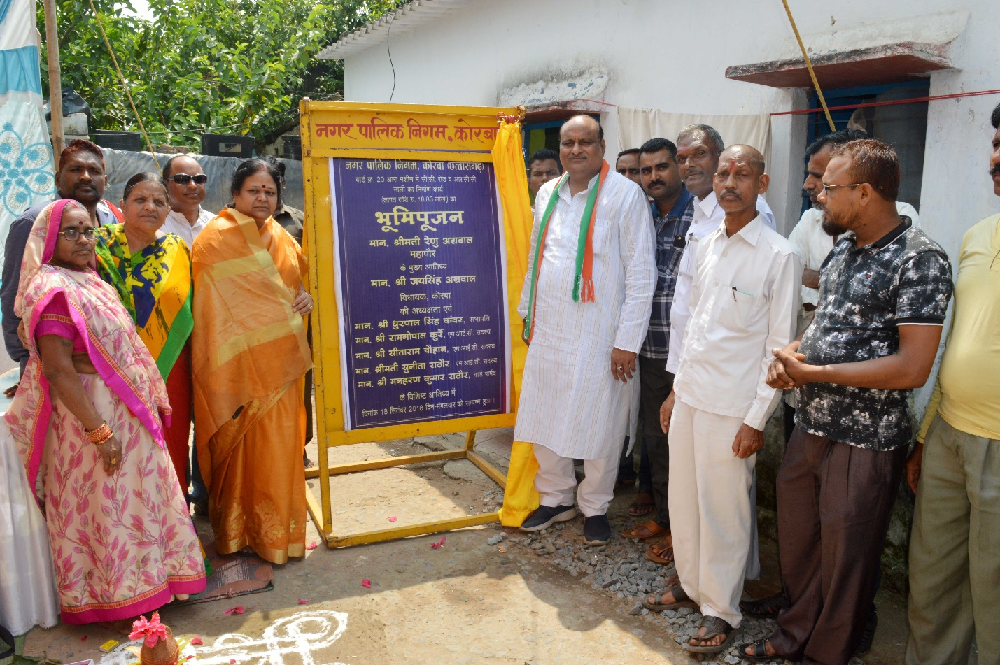 नगर पालिक निगम, कोरबा
नगर पालिक निगम, कोरबा (छत्तीसगढ़)
वार्ड क्र. 20 आरा मशीन में सी.सी. रोड व आर.सी.सी
नाली का निर्माण कार्य
(लागत राशि रु. 18.83 लाख) का
भूमिपूजन
मान. श्रीमती रेणु अग्रवाल
महापौर
के मुख्य आतिथ्य
मान. श्री जयसिंह अग्रवाल
विधायक, कोरबा
की अध्यक्षता एवं
मान. श्री धुरपाल सिंह कंवर, सभापति
मान. श्री रामगोपाल कुर्रे, एम.आई.सी. सदस्य
मान. श्री सीताराम चौहान, एम.आई.सी. सदस्य
मान. श्रीमती सुनीता राठौर, एम.आई.सी. सदस्य
मान. श्री मनहरण कुमार राठौर, वार्ड पार्षद
के विशिष्ट आतिथ्य में
दिनांक 18 सितंबर 2018 दिन-मंगलवार को सम्पन्न हुआ।